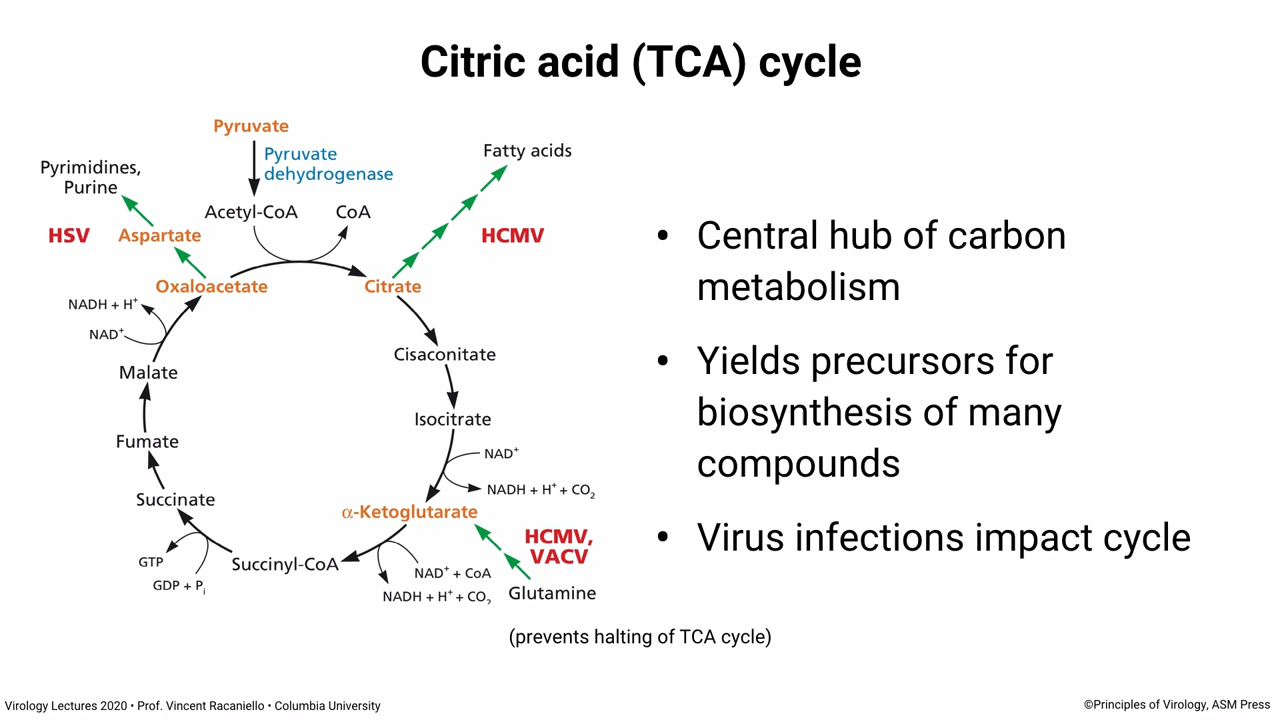 Citric acid (TCA) cycle
Pyruvate
Pyruvate
dehydrogenase
Fatty acids
Pyrimidines,
Purine
Acetyl-CoA
CoA
HSV
Aspartate
HCMV
Oxaloacetate
Citrate
NADH + H⁺
NAD⁺
Cisaconitate
Malate
Isocitrate
Fumate
NAD⁺
NADH + H⁺ + CO₂
Succinate
α-Ketoglutarate
HCMV,
VACV
GTP
GDP + Pᵢ
Succinyl-CoA
NAD⁺ + CoA
NADH + H⁺ + CO₂
Glutamine
(prevents halting of TCA cycle)
• Central hub of carbon
metabolism
• Yields precursors for
biosynthesis of many
compounds
• Virus infections impact cycle
Virology Lectures 2020 • Prof. Vincent Racaniello • Columbia University
©Principles of Virology, ASM Press